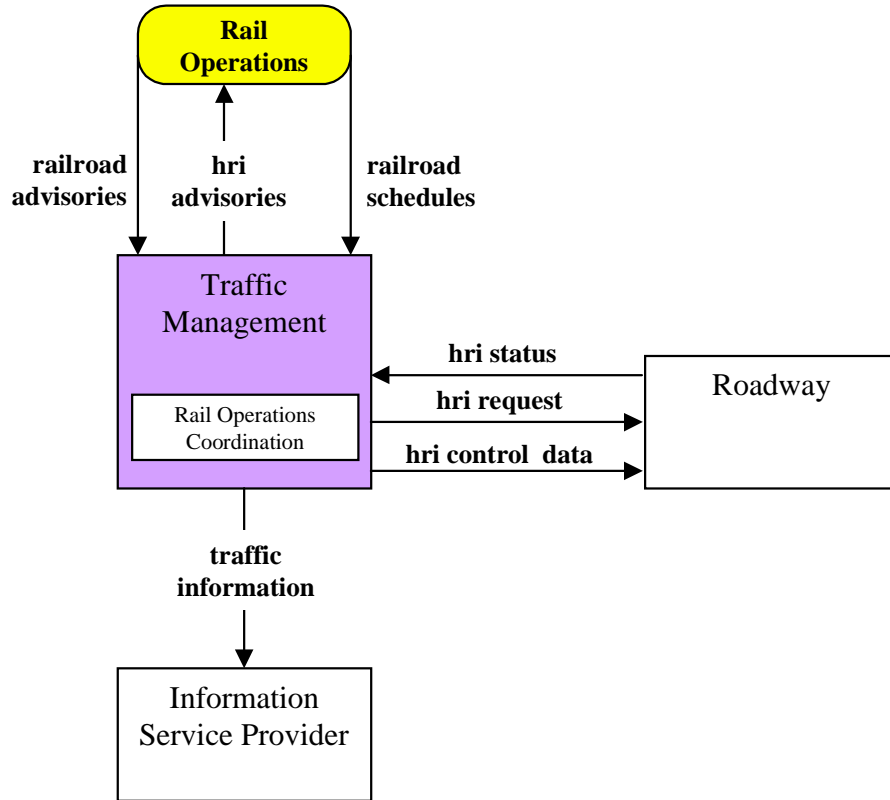 Rail
Operations
railroad
advisories
hri
advisories
railroad
schedules
Traffic
Management
Rail Operations
Coordination
hri status
hri request
hri control data
Roadway
traffic
information
Information
Service Provider